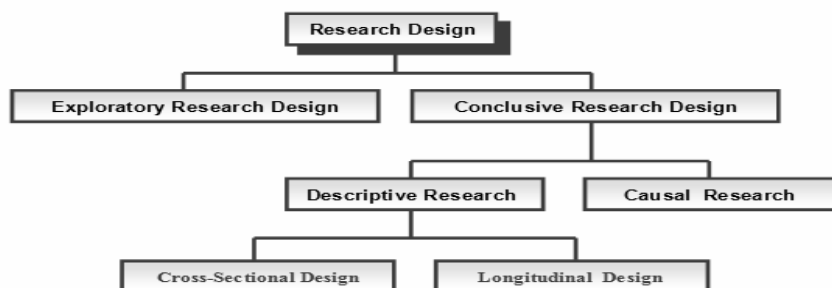 Research Design
Exploratory Research Design
Conclusive Research Design
Descriptive Research
Causal Research
Cross-Sectional Design
Longitudinal Design